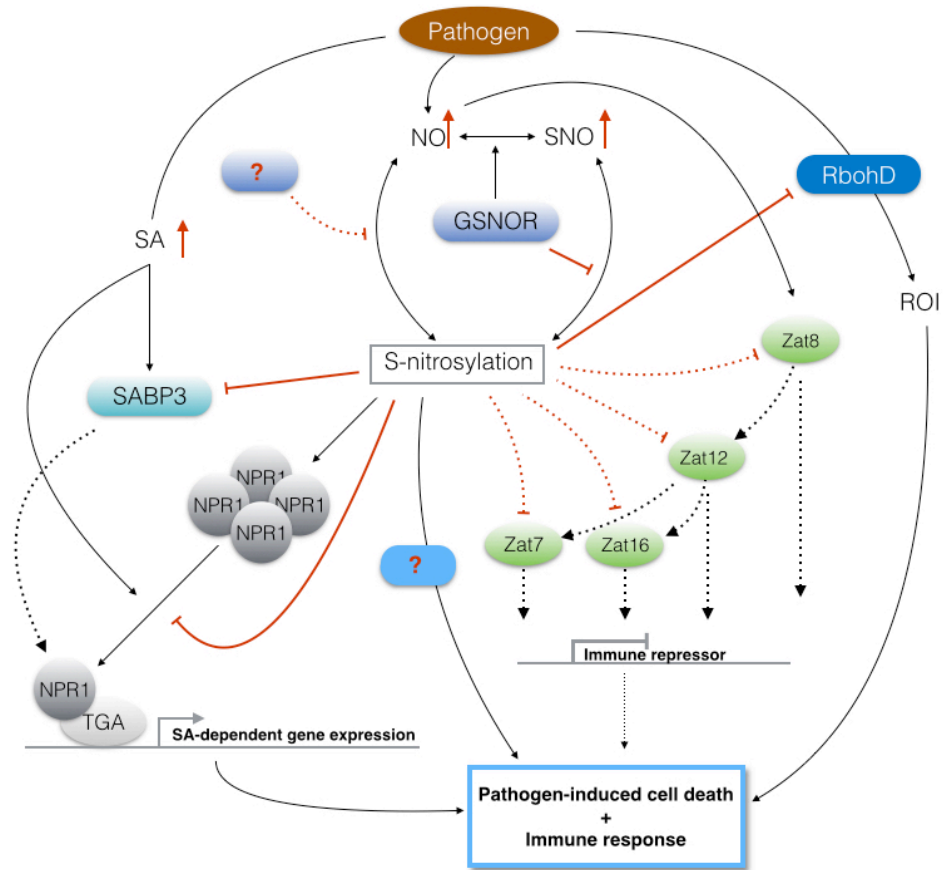 Pathogen
NO
SNO
?
RbohD
GSNOR
SA
ROI
Zat8
S-nitrosylation
SABP3
Zat12
NPR1
NPR1
NPR1
NPR1
Zat7
Zat16
?
Immune repressor
NPR1
TGA
SA-dependent gene expression
Pathogen-induced cell death
+
Immune response